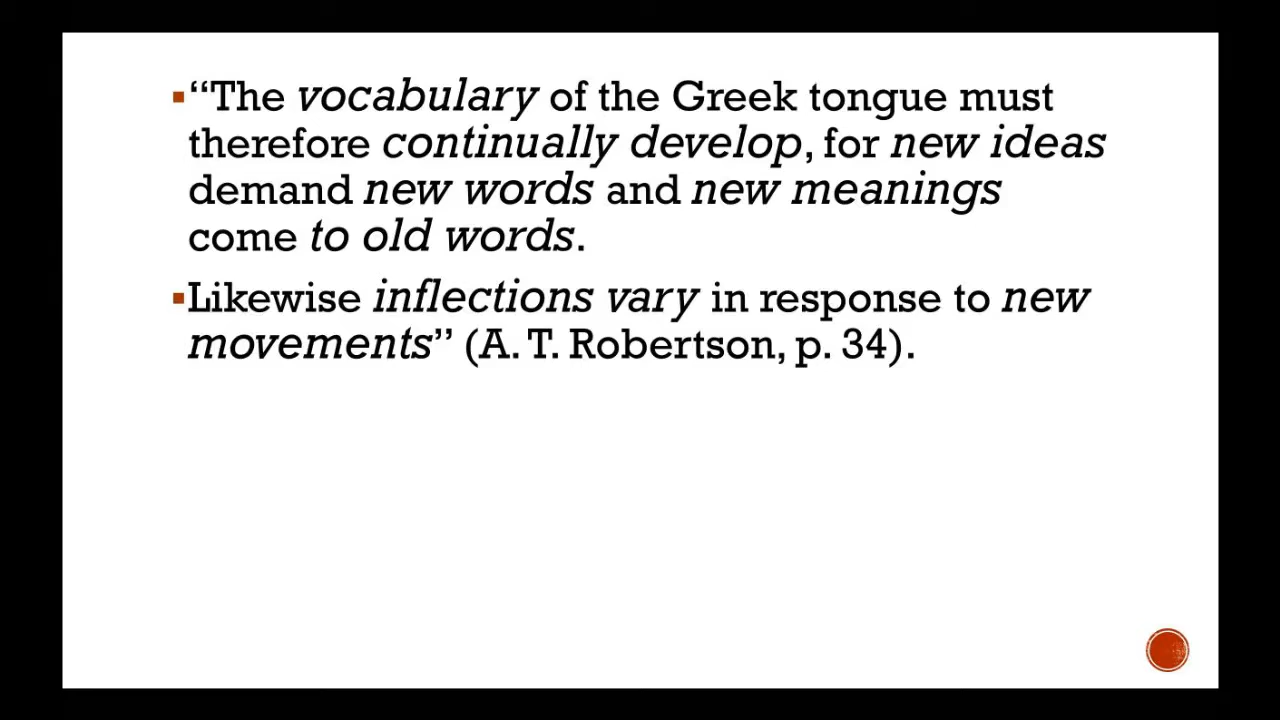 ▪“The vocabulary of the Greek tongue must
therefore continually develop, for new ideas
demand new words and new meanings
come to old words.
▪Likewise inflections vary in response to new
movements” (A. T. Robertson, p. 34).